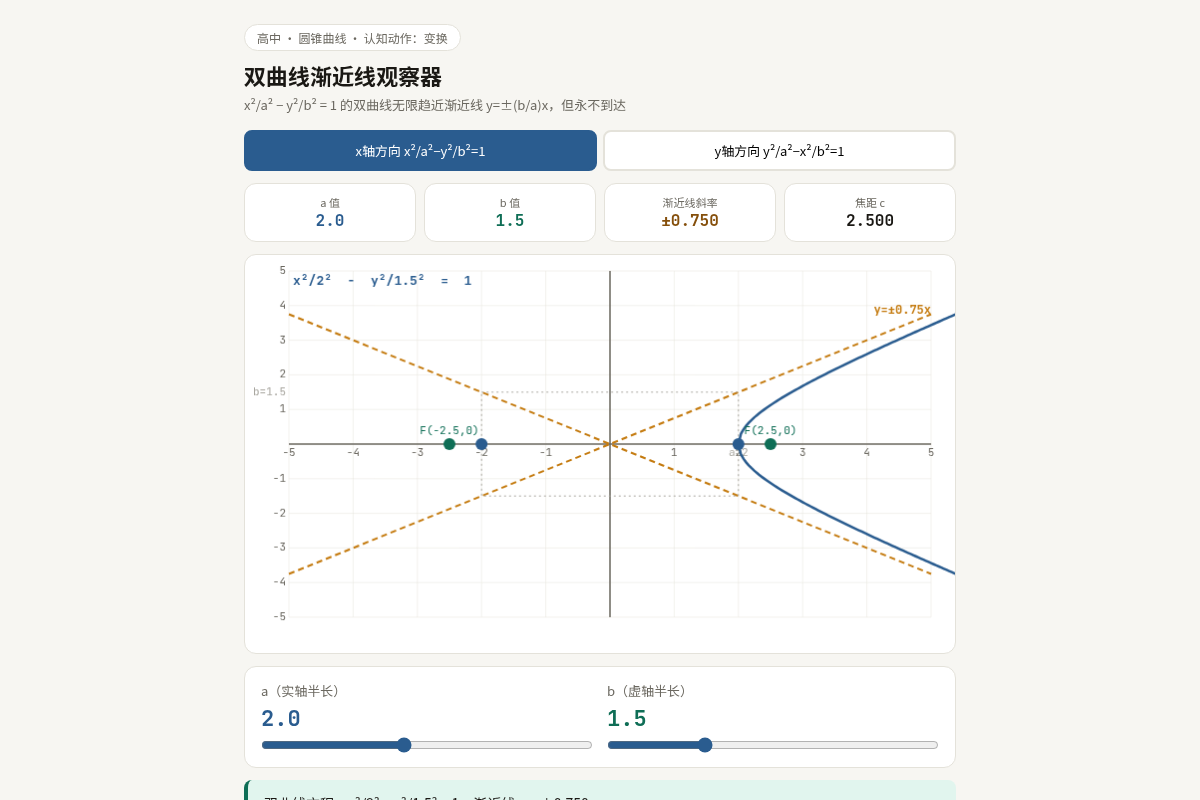 高中 · 圆锥曲线 · 认知动作：变换
双曲线渐近线观察器
x²/a² − y²/b² = 1 的双曲线无限趋近渐近线 y=±(b/a)x，但永不到达
x轴方向 x²/a²−y²/b²=1
y轴方向 y²/a²−x²/b²=1
a 值
2.0
b 值
1.5
渐近线斜率
±0.750
焦距 c
2.500
x²/2² - y²/1.5² = 1
y=±0.75x
5
4
3
2
b=1.5
1
F(-2.5,0)
F(2.5,0)
-5 -4 -3 -2 -1 1 2 3 4 5
-1
-2
-3
-4
-5
a（实轴半长）
2.0
b（虚轴半长）
1.5